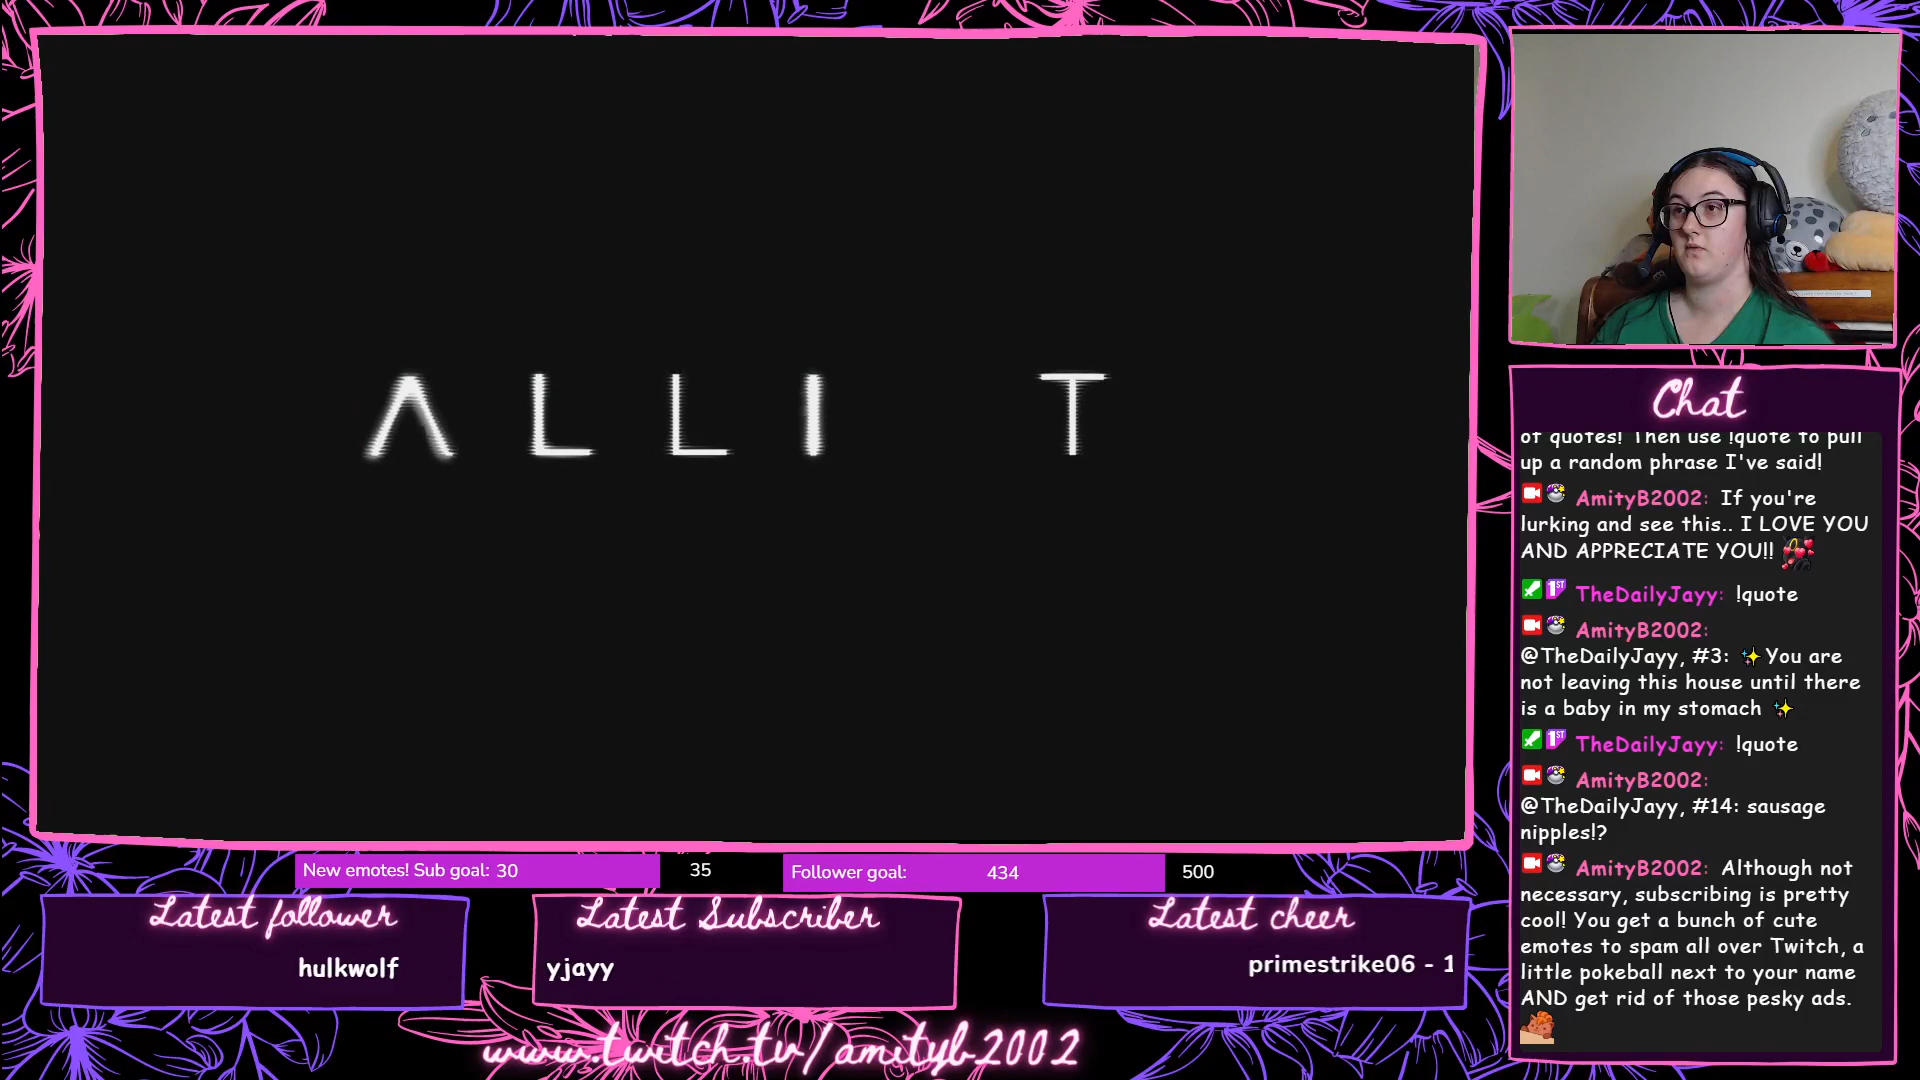 ALLI T
Chat
of quotes! Then use !quote to pull
up a random phrase I've said!
AmityB2002: If you're
lurking and see this.. I LOVE YOU
AND APPRECIATE YOU!!
TheDailyJayy: !quote
AmityB2002:
@TheDailyJayy, #3: ✨You are
not leaving this house until there
is a baby in my stomach ✨
TheDailyJayy: !quote
AmityB2002:
@TheDailyJayy, #14: sausage
nipples!?
AmityB2002: Although not
necessary, subscribing is pretty
cool! You get a bunch of cute
emotes to spam all over Twitch, a
little pokeball next to your name
AND get rid of those pesky ads.
New emotes! Sub goal: 30 35
Follower goal: 434 500
Latest follower
hulkwolf
Latest Subscriber
yjayy
Latest cheer
primestrike06 - 1
www.twitch.tv/amityb2002